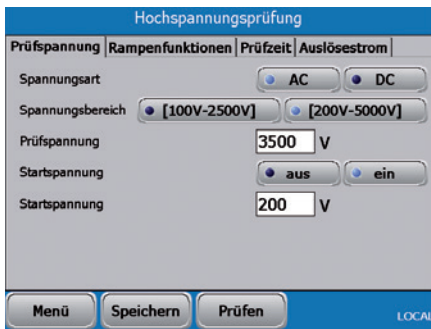 Hochspannungsprüfung
Prüfspannung Rampenfunktionen Prüfzeit Auslösestrom
Spannungsart AC DC
Spannungsbereich [100V-2500V] [200V-5000V]
Prüfspannung 3500 V
Startspannung aus ein
Startspannung 200 V
Menü Speichern Prüfen LOCAL